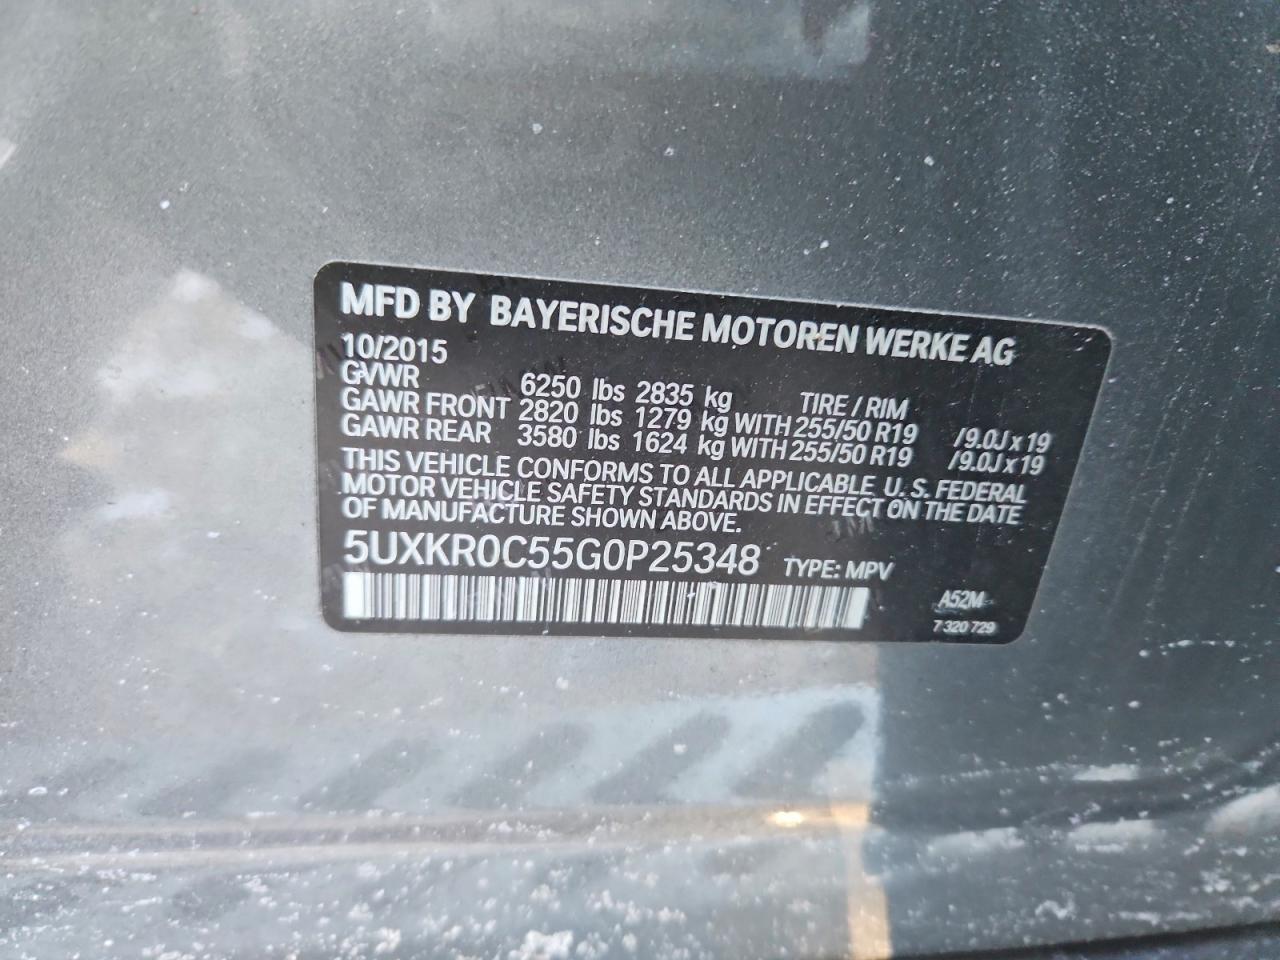 MFD BY BAYERISCHE MOTOREN WERKE AG
10/2015
GVWR 6250 lbs 2835 kg TIRE / RIM
GAWR FRONT 2820 lbs 1279 kg WITH 255/50 R19 /9.0J x 19
GAWR REAR 3580 lbs 1624 kg WITH 255/50 R19 /9.0J x 19
THIS VEHICLE CONFORMS TO ALL APPLICABLE U.S. FEDERAL
MOTOR VEHICLE SAFETY STANDARDS IN EFFECT ON THE DATE
OF MANUFACTURE SHOWN ABOVE.
5UXKR0C55G0P25348 TYPE: MPV
A52M
7 320 729